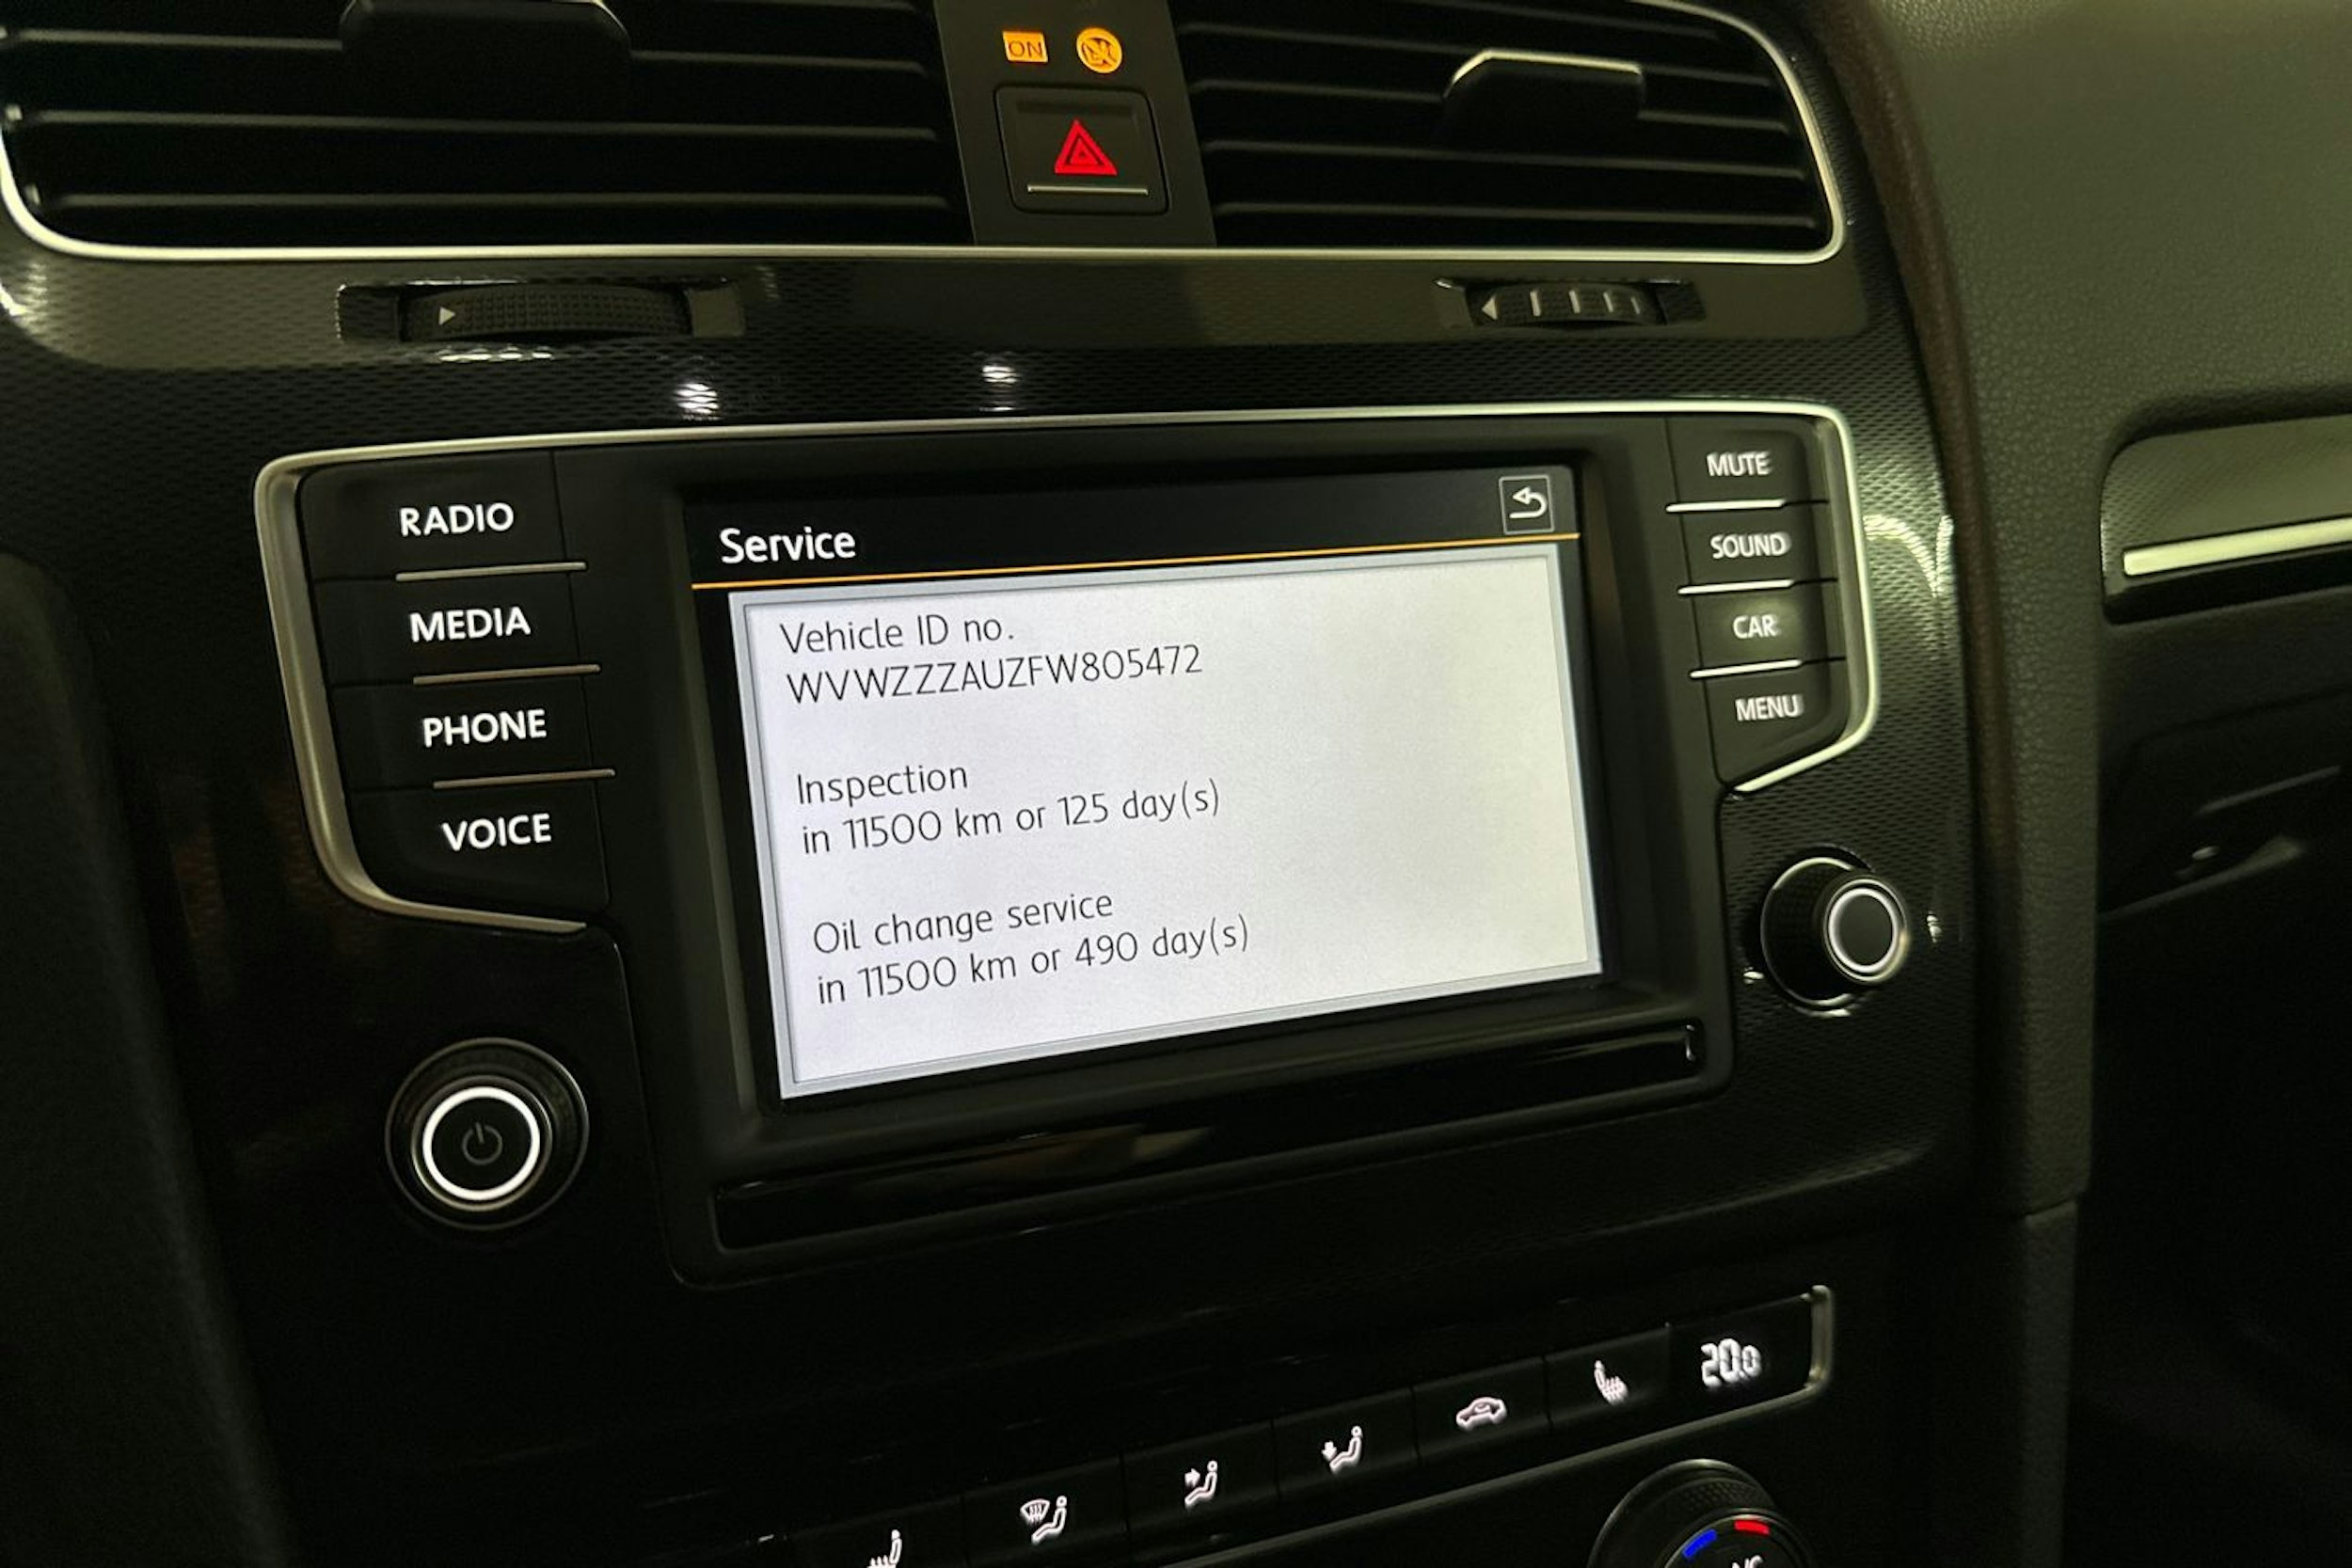 ON
RADIO
MEDIA
PHONE
VOICE
Service
Vehicle ID no.
WVWZZZAUZFW805472
Inspection
in 11500 km or 125 day(s)
Oil change service
in 11500 km or 490 day(s)
MUTE
SOUND
CAR
MENU
20.0